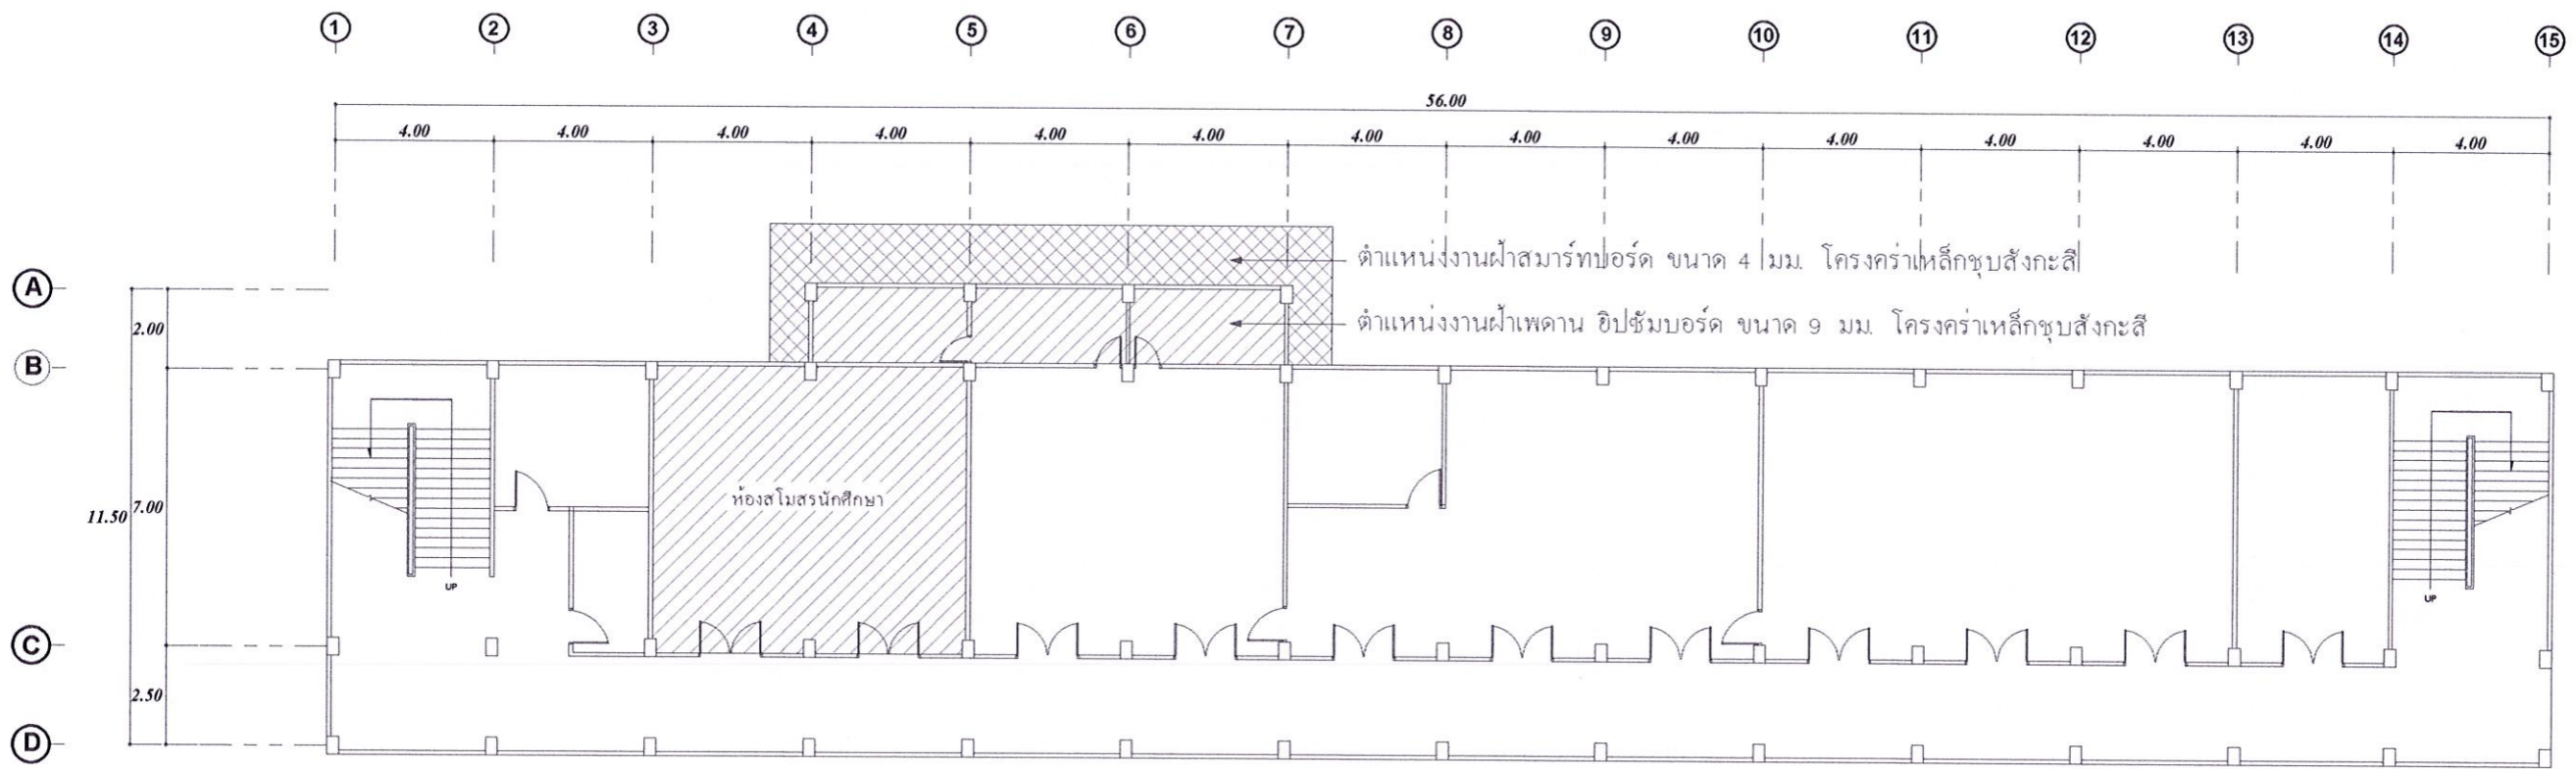 1 2 3 4 5 6 7 8 9 10 11 12 13 14 15
56.00
4.00 4.00 4.00 4.00 4.00 4.00 4.00 4.00 4.00 4.00 4.00 4.00 4.00 4.00
ตำแหน่งงานฝ้าสมาร์ทบอร์ด ขนาด 4 มม. โครงคร่าเหล็กชุบสังกะสี
A
2.00
ตำแหน่งงานฝ้าเพดาน ยิปซัมบอร์ด ขนาด 9 มม. โครงคร่าเหล็กชุบสังกะสี
B
ห้องสโมสรนักศึกษา
11.50 7.00
UP
UP
C
2.50
D